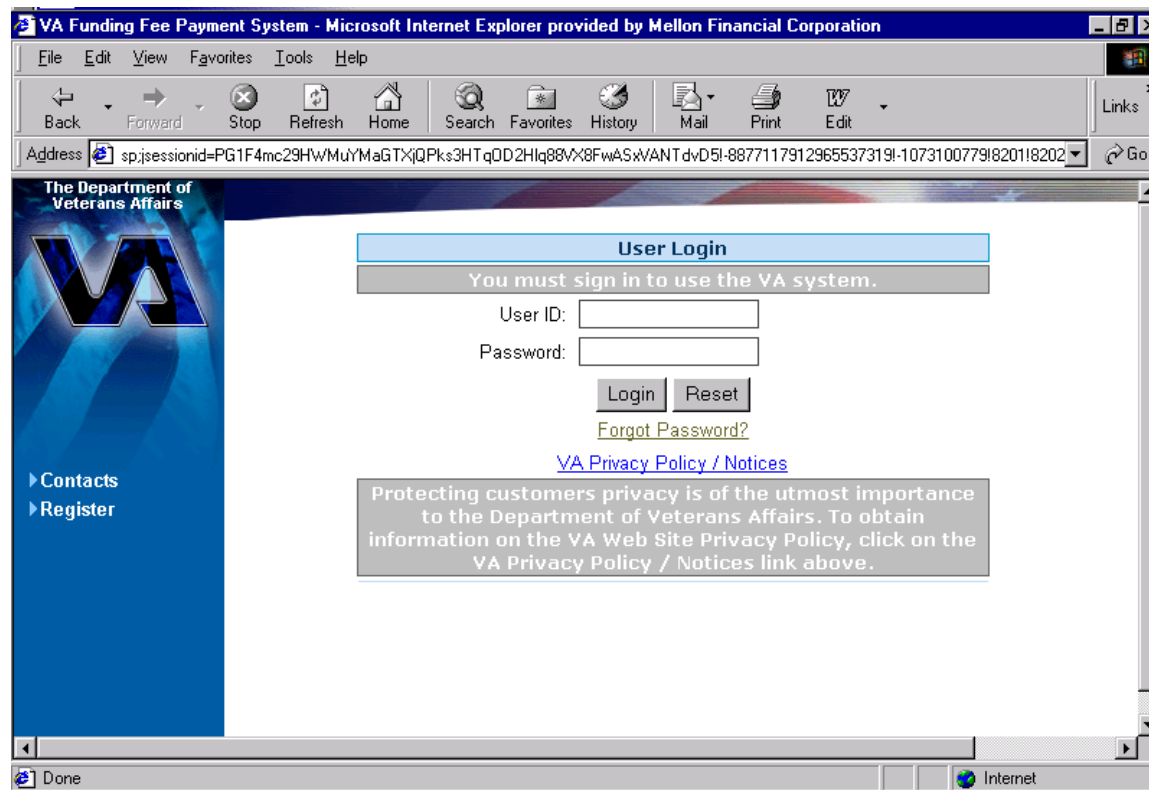 VA Funding Fee Payment System - Microsoft Internet Explorer provided by Mellon Financial Corporation
File Edit View Favorites Tools Help
Back Forward Stop Refresh Home Search Favorites History Mail Print Edit Links
Address sp;jsessionid=PG1F4mc29HWMuYMaGTXjQPks3HTqOD2HIq88VX8FwASxVANTdvD5!-8877117912965537319!-1073100779!8201!8202 Go
The Department of
Veterans Affairs
VA
User Login
You must sign in to use the VA system.
User ID:
Password:
Login Reset
Forgot Password?
VA Privacy Policy / Notices
Contacts
Register
Protecting customers privacy is of the utmost importance
to the Department of Veterans Affairs. To obtain
information on the VA Web Site Privacy Policy, click on the
VA Privacy Policy / Notices link above.
Done Internet